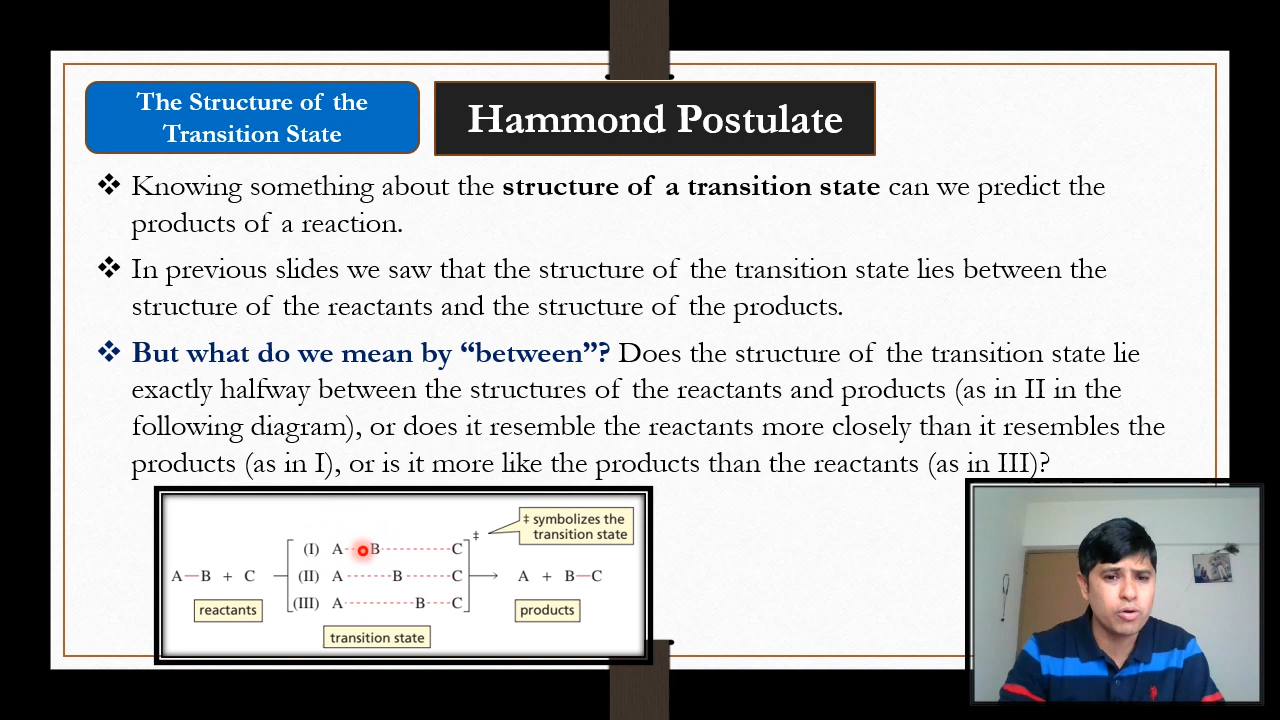 The Structure of the
Transition State
Hammond Postulate
❖ Knowing something about the structure of a transition state can we predict the
products of a reaction.
❖ In previous slides we saw that the structure of the transition state lies between the
structure of the reactants and the structure of the products.
❖ But what do we mean by “between”? Does the structure of the transition state lie
exactly halfway between the structures of the reactants and products (as in II in the
following diagram), or does it resemble the reactants more closely than it resembles the
products (as in I), or is it more like the products than the reactants (as in III)?
‡ symbolizes the
transition state
‡
(I) A B C
A—B + C (II) A B C A + B—C
(III) A B C
reactants
products
transition state